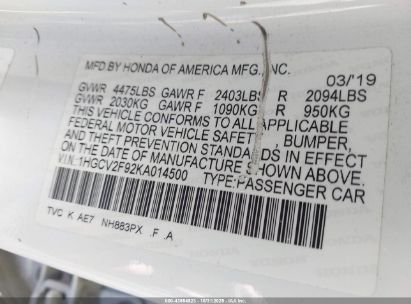 MFD BY HONDA OF AMERICA MFG., INC. 03/19
GVWR 4475LBS GAWR F 2403LBS R 2094LBS
GVWR 2030KG GAWR F 1090KG R 950KG
THIS VEHICLE CONFORMS TO ALL APPLICABLE
FEDERAL MOTOR VEHICLE SAFETY, BUMPER,
AND THEFT PREVENTION STANDARDS IN EFFECT
ON THE DATE OF MANUFACTURE SHOWN ABOVE.
V.I.N: 1HGCV2F92KA014500 TYPE:PASSENGER CAR
TVC K AE7 NH883PX .F .A